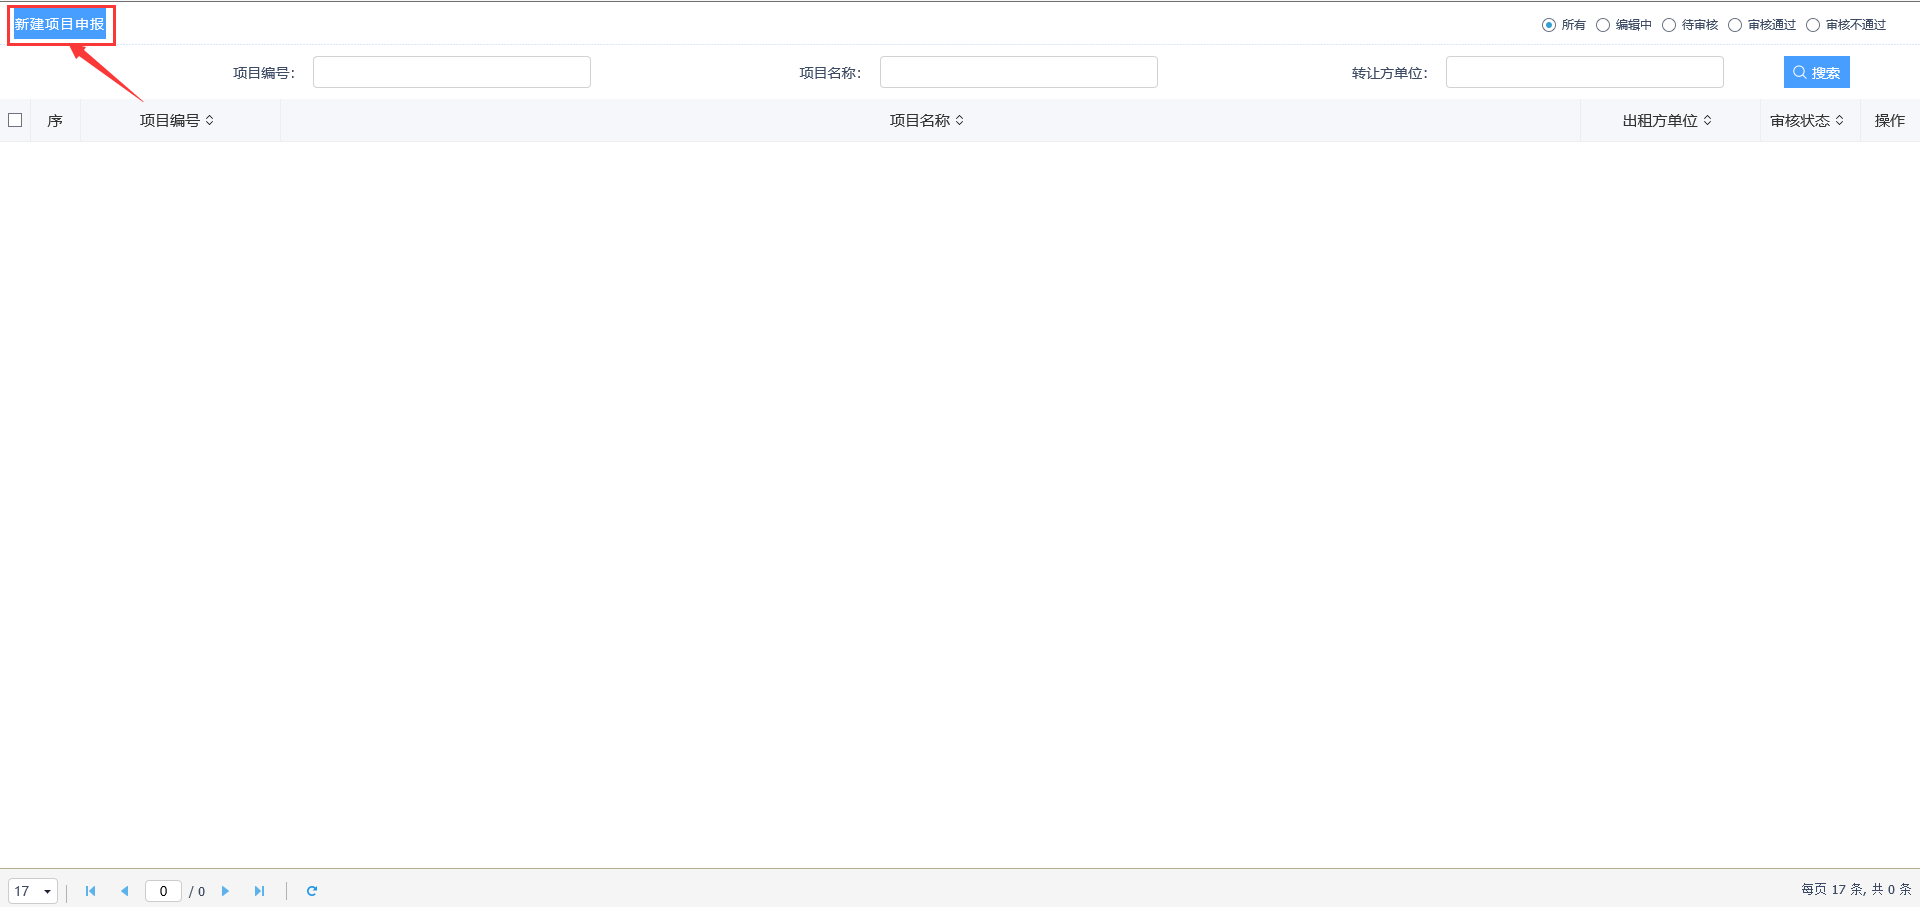 新建项目申报
所有 编辑中 待审核 审核通过 审核不通过
项目编号： 项目名称： 转让方单位： 搜索
序 项目编号 项目名称 出租方单位 审核状态 操作
17 0 / 0 每页 17 条, 共 0 条